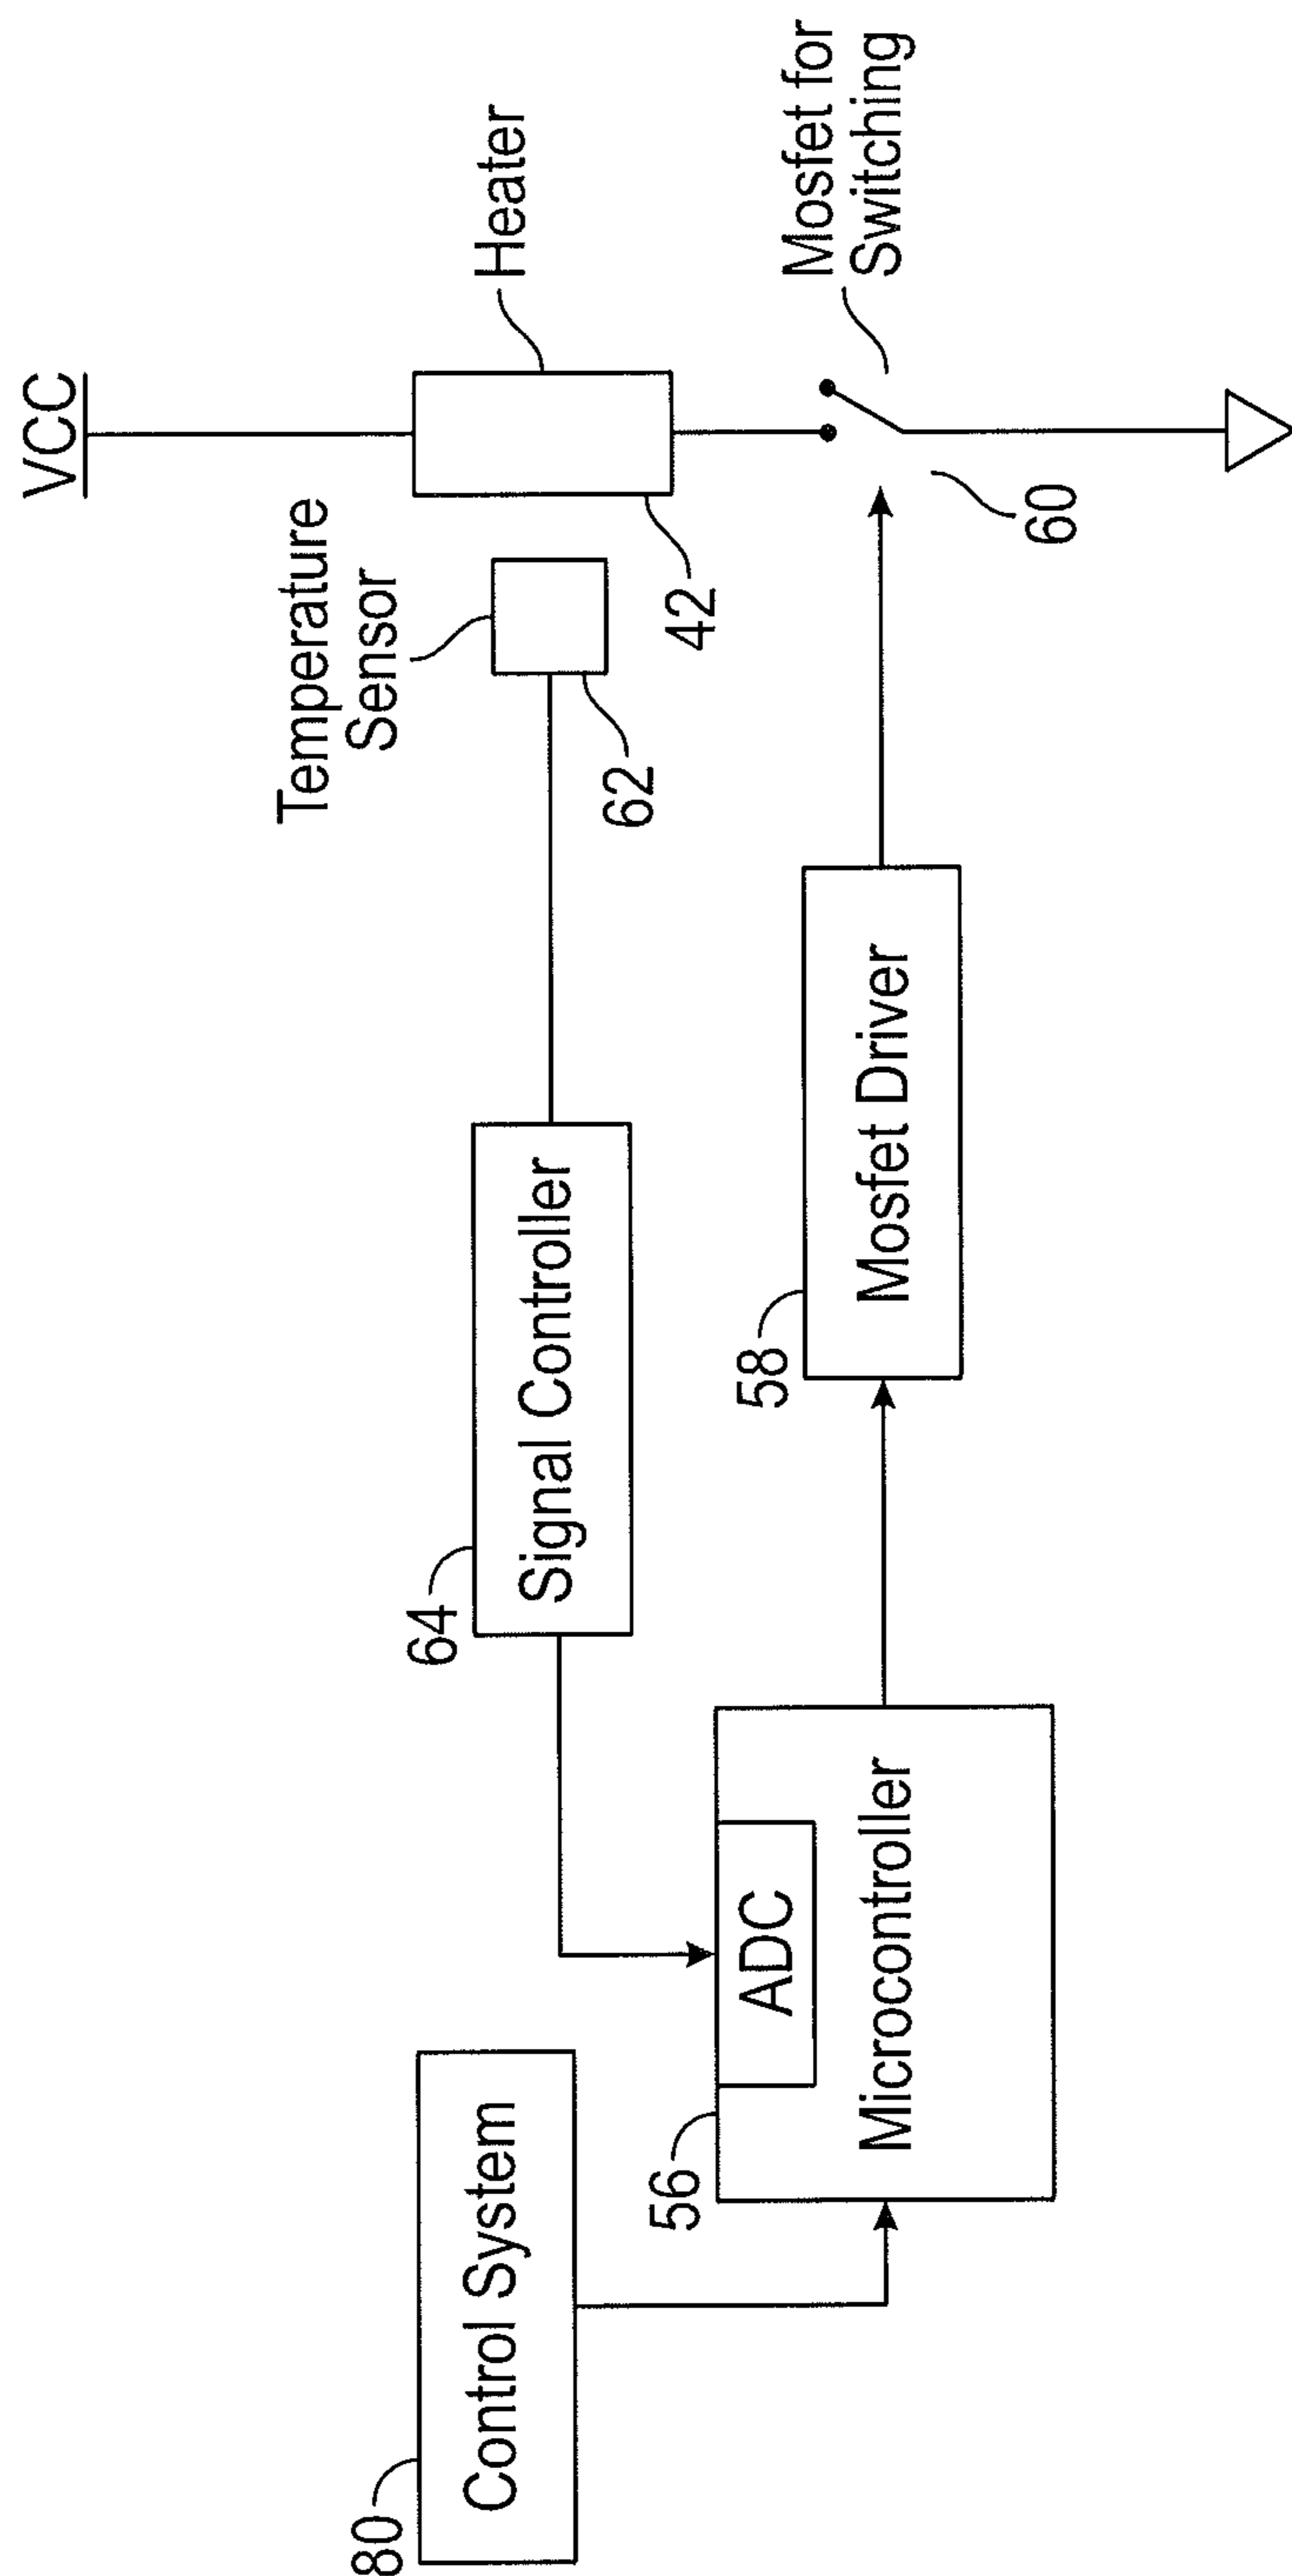 VCC
Temperature
Sensor
Heater
62
42
Mosfet for
Switching
60
64
Signal Controller
58
Mosfet Driver
80
Control System
56
ADC
Microcontroller